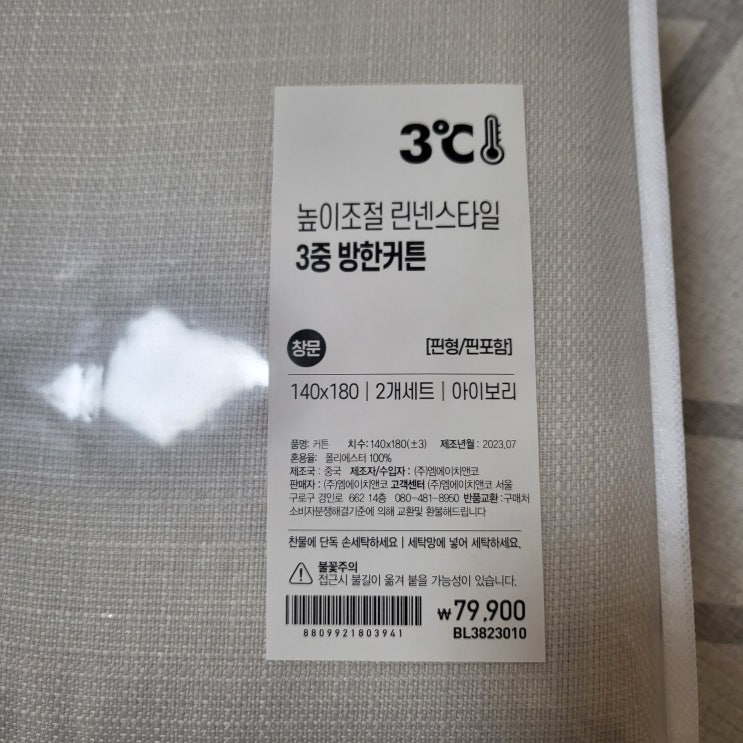 3℃
높이조절 린넨스타일
3중 방한커튼
창문 [핀형/핀포함]
140x180 | 2개세트 | 아이보리
품명: 커튼 치수:140x180(±3) 제조년월 : 2023.07
혼용율: 폴리에스터 100%
제조국 : 중국 제조자/수입자 : (주)엠에이치앤코
판매자 : (주)엠에이치앤코 고객센터 (주)엠에이치앤코 서울
구로구 경인로 662 14층 080-481-8950 반품교환 :구매처
소비자분쟁해결기준에 의해 교환및 환불해드립니다
찬물에 단독 손세탁하세요 | 세탁망에 넣어 세탁하세요.
불꽃주의
접근시 불길이 옮겨 붙을 가능성이 있습니다.
₩79,900
8809921803941 BL3823010